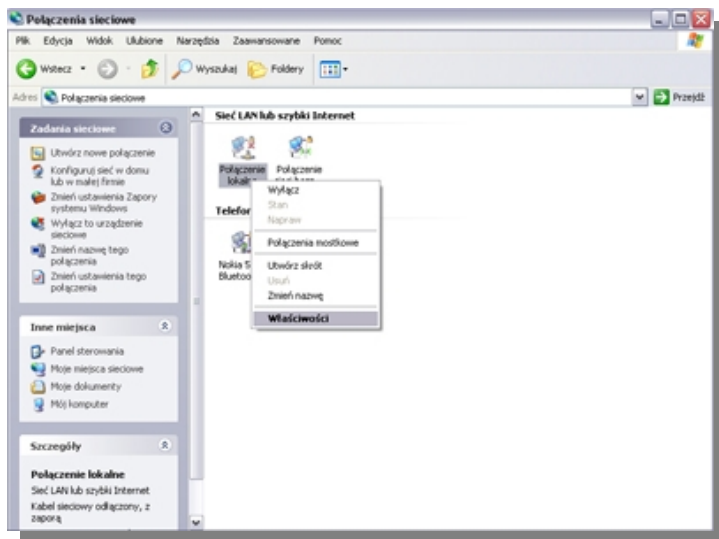 Połączenia sieciowe
Plik Edycja Widok Ulubione Narzędzia Zaawansowane Pomoc
Wstecz Wyszukaj Foldery
Adres Połączenia sieciowe Przejdź
Zadania sieciowe
Utwórz nowe połączenie
Konfiguruj sieć w domu
lub w małej firmie
Zmień ustawienia Zapory
systemu Windows
Wyłącz to urządzenie
sieciowe
Zmień nazwę tego
połączenia
Zmień ustawienia tego
połączenia
Inne miejsca
Panel sterowania
Moje miejsca sieciowe
Moje dokumenty
Mój komputer
Szczegóły
Połączenie lokalne
Sieć LAN lub szybki Internet
Kabel sieciowy odłączony, z
zaporą
Sieć LAN lub szybki Internet
Połączenie
Połączenie
Telefor
Nokia S
Bluetoo
Wyłącz
Stan
Napraw
Połączenia mostkowe
Utwórz skrót
Usuń
Zmień nazwę
Właściwości